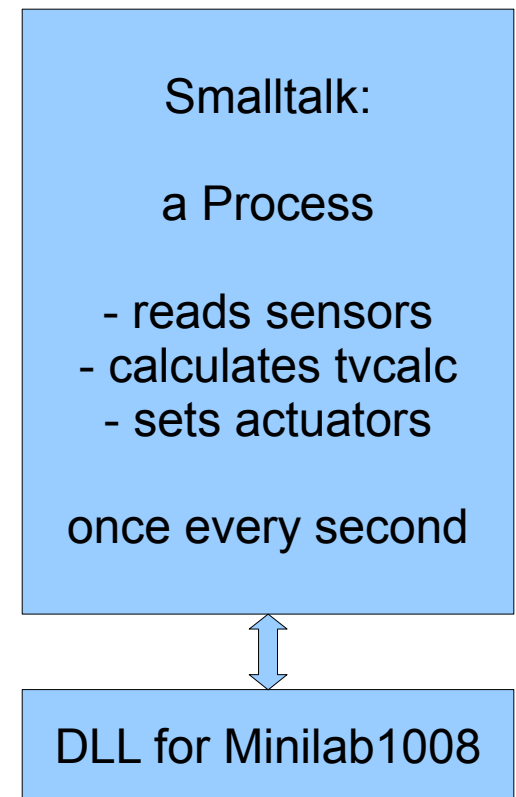 Smalltalk:
a Process
- reads sensors
- calculates tvcalc
- sets actuators
once every second
DLL for Minilab1008